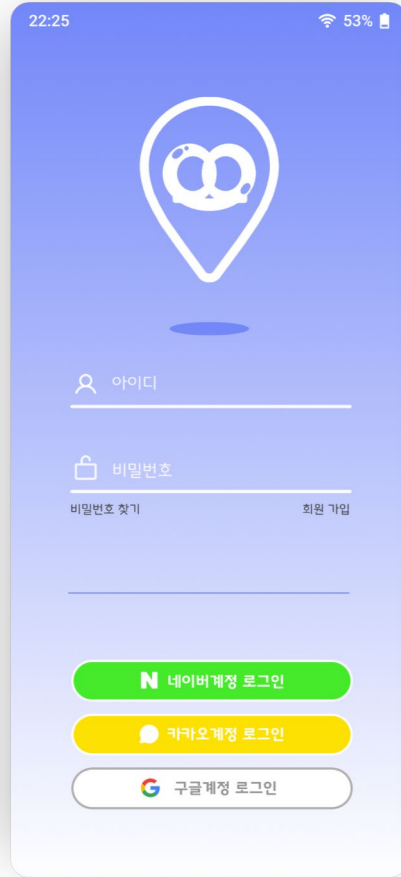 22:25 53%
아이디
비밀번호
비밀번호 찾기 회원 가입
N 네이버계정 로그인
카카오계정 로그인
G 구글계정 로그인